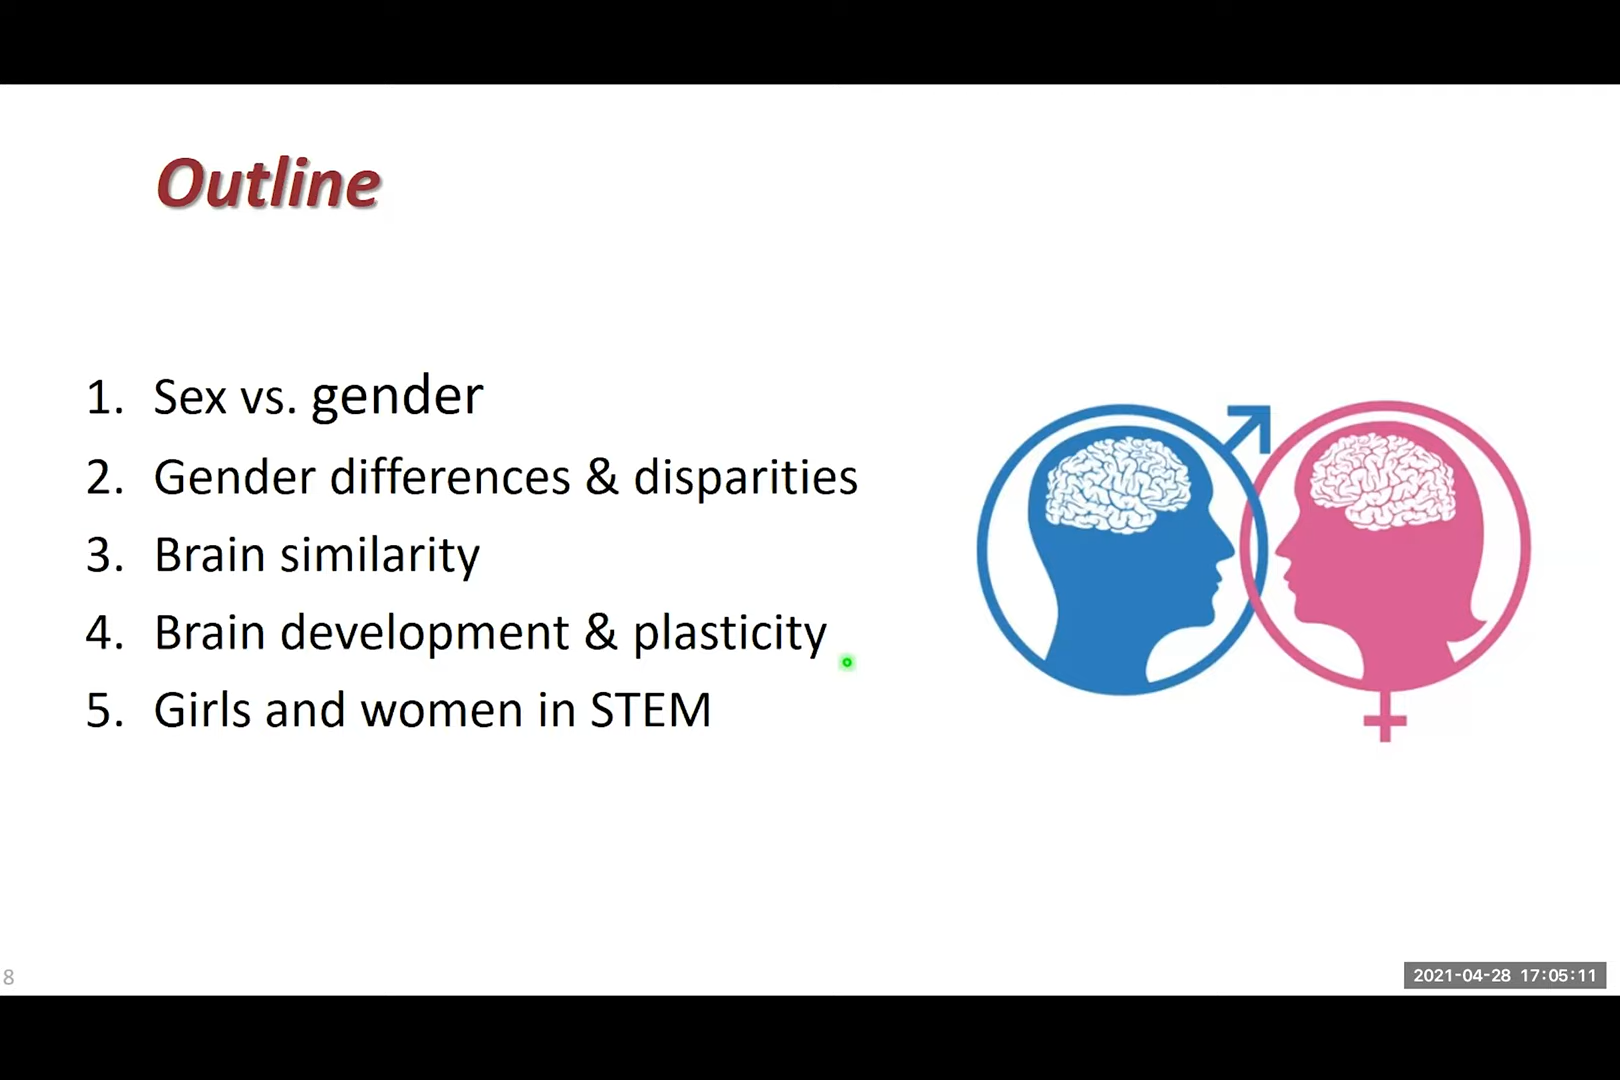 Outline
1. Sex vs. gender
2. Gender differences & disparities
3. Brain similarity
4. Brain development & plasticity
5. Girls and women in STEM
8
2021-04-28 17:05:11